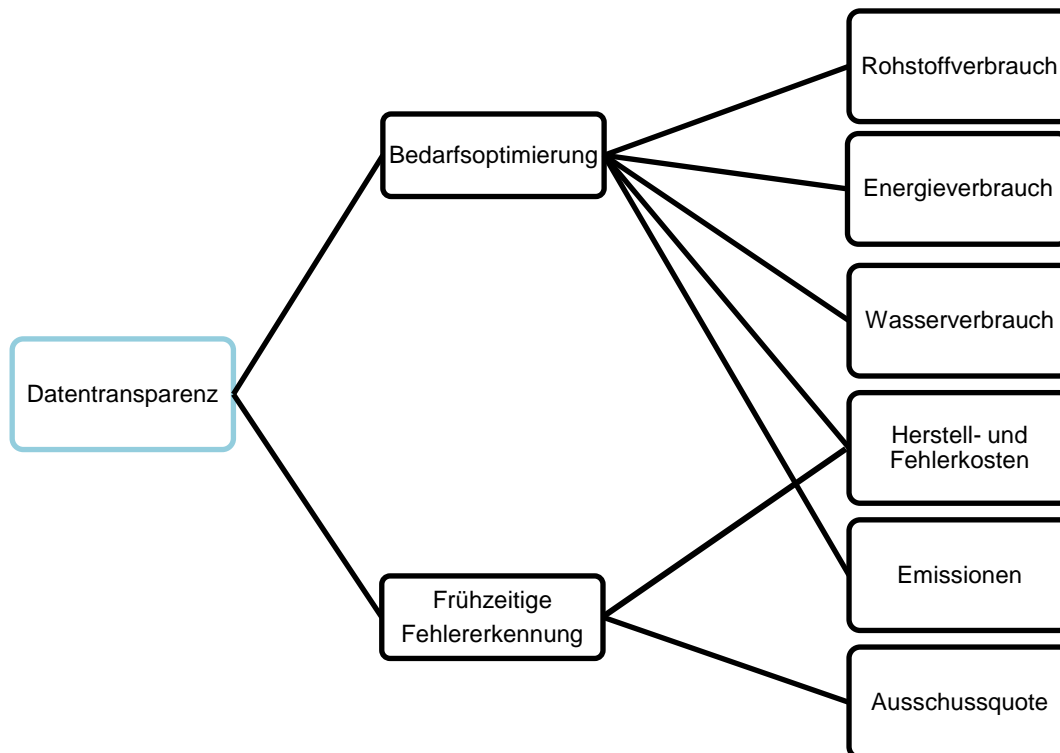 Datentransparenz
Bedarfsoptimierung
Frühzeitige
Fehlererkennung
Rohstoffverbrauch
Energieverbrauch
Wasserverbrauch
Herstell- und
Fehlerkosten
Emissionen
Ausschussquote